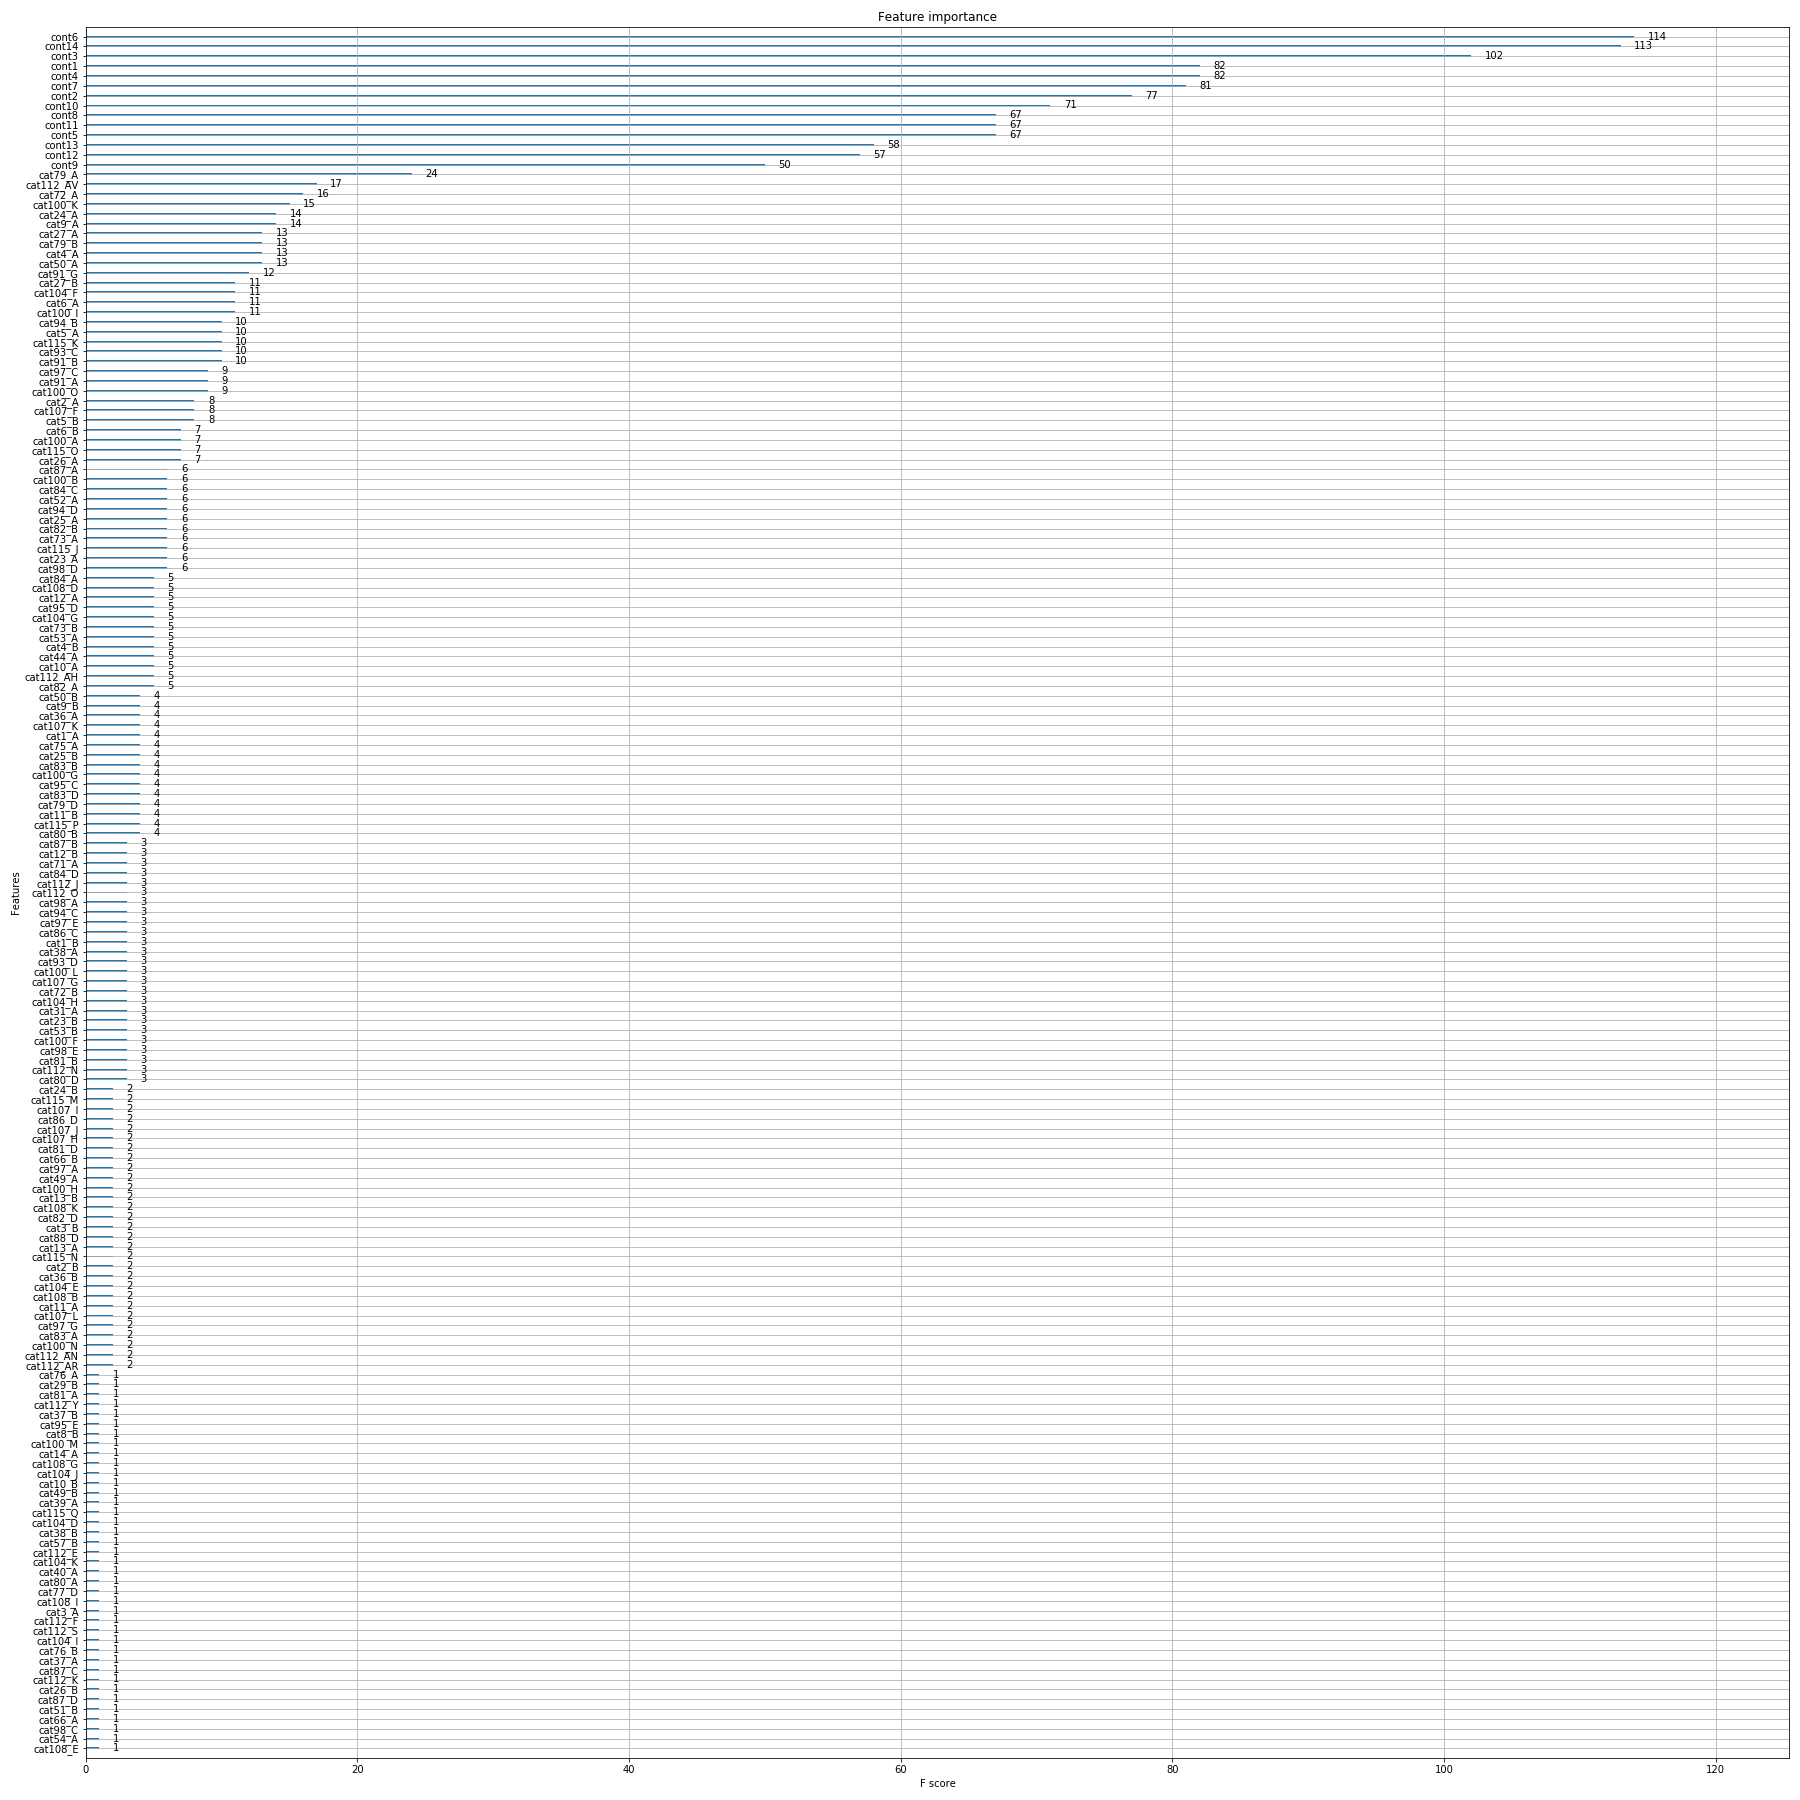 Feature importance
cont6 114
cont14 113
cont3 102
cont1 82
cont4 82
cont7 81
cont2 77
cont10 71
cont8 67
cont11 67
cont5 67
cont13 58
cont12 57
cont9 50
cat79_A 24
cat112_AV 17
cat72_A 16
cat100_K 15
cat24_A 14
cat9_A 14
cat27_A 13
cat79_B 13
cat4_A 13
cat50_A 13
cat91_G 12
cat27_B 11
cat104_F 11
cat6_A 11
cat100_I 11
cat94_B 10
cat5_A 10
cat115_K 10
cat93_C 10
cat91_B 10
cat97_C 9
cat91_A 9
cat100_O 9
cat2_A 8
cat107_F 8
cat5_B 8
cat6_B 7
cat100_A 7
cat115_O 7
cat26_A 7
cat87_A 6
cat100_B 6
cat84_C 6
cat52_A 6
cat94_D 6
cat25_A 6
cat82_B 6
cat73_A 6
cat115_J 6
cat23_A 6
cat98_D 6
cat84_A 5
cat108_D 5
cat12_A 5
cat95_D 5
cat104_G 5
cat73_B 5
cat53_A 5
cat4_B 5
cat44_A 5
cat10_A 5
cat112_AH 5
cat82_A 5
cat50_B 4
cat9_B 4
cat36_A 4
cat107_K 4
cat1_A 4
cat75_A 4
cat25_B 4
cat83_B 4
cat100_G 4
cat95_C 4
cat83_D 4
cat79_D 4
cat11_B 4
cat115_P 4
cat80_B 4
cat87_B 3
cat12_B 3
cat71_A 3
cat84_D 3
cat112_J 3
cat112_O 3
cat98_A 3
cat94_C 3
cat97_E 3
cat86_C 3
cat1_B 3
cat38_A 3
cat93_D 3
cat100_L 3
cat107_G 3
cat72_B 3
cat104_H 3
cat31_A 3
cat23_B 3
cat53_B 3
cat100_F 3
cat98_E 3
cat81_B 3
cat112_N 3
cat80_D 3
cat24_B 2
cat115_M 2
cat107_I 2
cat86_D 2
cat107_J 2
cat107_H 2
cat81_D 2
cat66_B 2
cat97_A 2
cat49_A 2
cat100_H 2
cat13_B 2
cat108_K 2
cat82_D 2
cat3_B 2
cat88_D 2
cat13_A 2
cat115_N 2
cat2_B 2
cat36_B 2
cat104_E 2
cat108_B 2
cat11_A 2
cat107_L 2
cat97_G 2
cat83_A 2
cat100_N 2
cat112_AN 2
cat112_AR 2
cat76_A 1
cat29_B 1
cat81_A 1
cat112_Y 1
cat37_B 1
cat95_E 1
cat8_B 1
cat100_M 1
cat14_A 1
cat108_G 1
cat104_J 1
cat10_B 1
cat49_B 1
cat39_A 1
cat115_Q 1
cat104_D 1
cat38_B 1
cat57_B 1
cat112_E 1
cat104_K 1
cat40_A 1
cat80_A 1
cat77_D 1
cat108_I 1
cat3_A 1
cat112_F 1
cat112_S 1
cat104_I 1
cat76_B 1
cat37_A 1
cat87_C 1
cat112_K 1
cat26_B 1
cat87_D 1
cat51_B 1
cat66_A 1
cat98_C 1
cat54_A 1
cat108_E 1
Features
0 20 40 60 80 100 120
F score